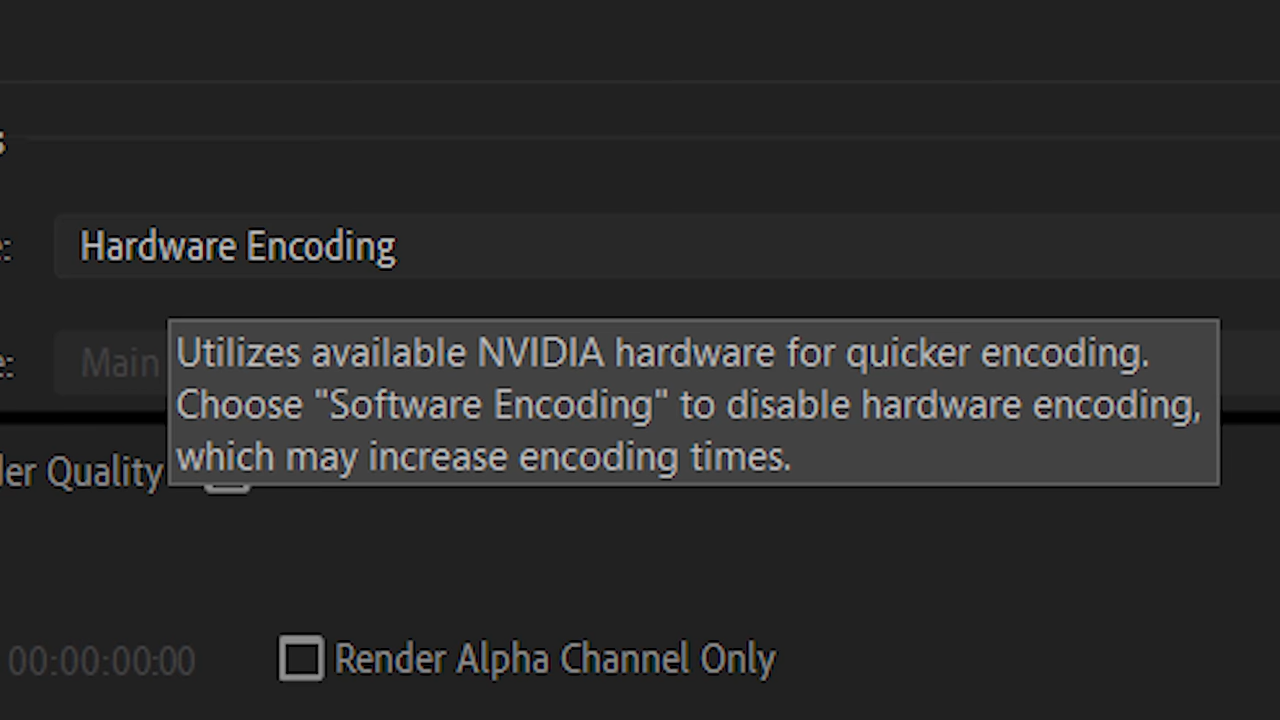 Hardware Encoding
Main
Utilizes available NVIDIA hardware for quicker encoding.
Choose "Software Encoding" to disable hardware encoding,
which may increase encoding times.
Quality
00:00:00:00
Render Alpha Channel Only